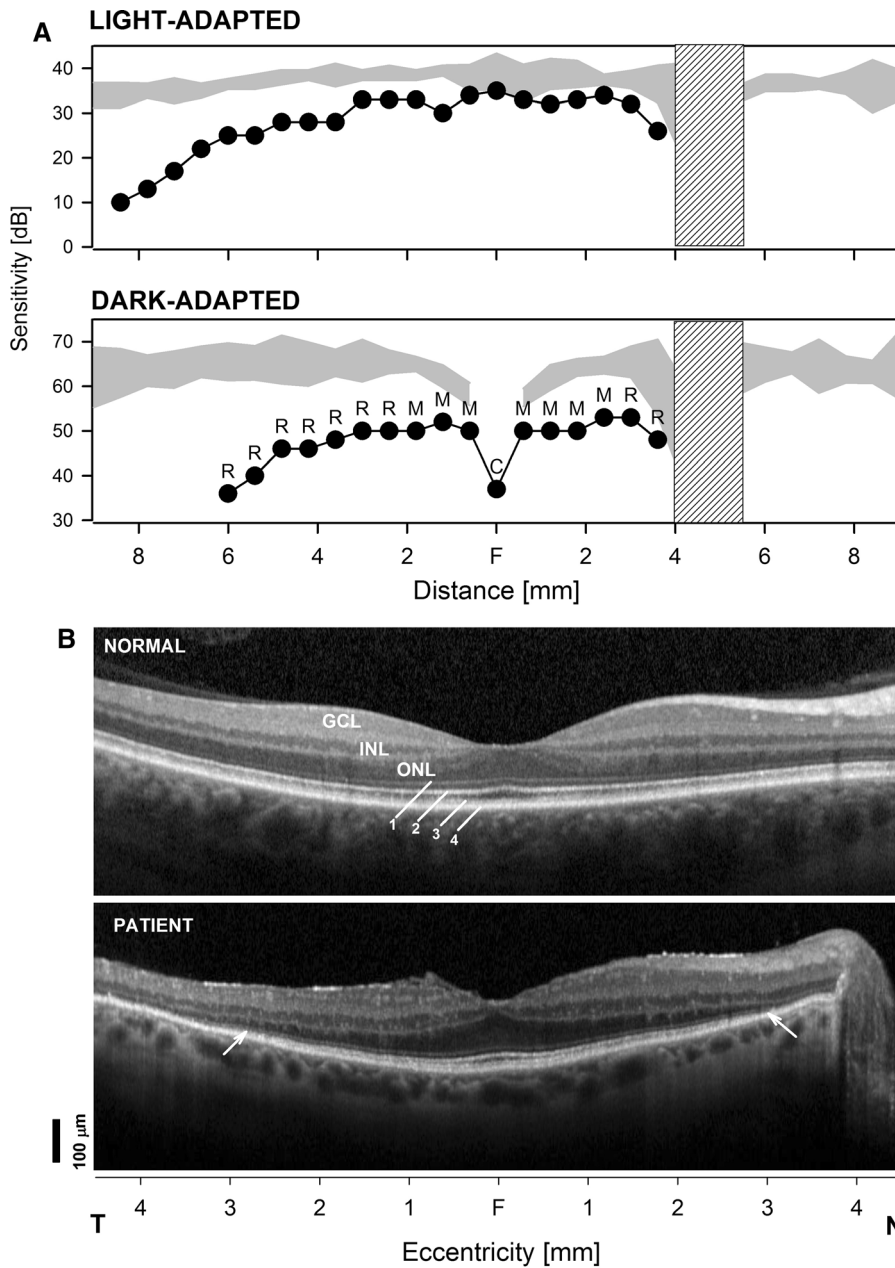 A
LIGHT-ADAPTED
40
30
20
10
0
Sensitivity [dB]
DARK-ADAPTED
70
60
50
40
30
R R R R R R R M M M C M M M M R R
8 6 4 2 F 2 4 6 8
Distance [mm]
B
NORMAL
GCL
INL
ONL
1 2 3 4
PATIENT
100 µm
4 3 2 1 F 1 2 3 4
T N
Eccentricity [mm]